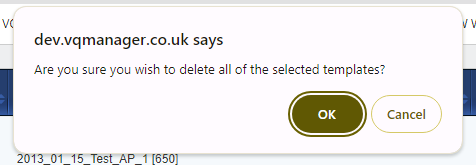 dev.vqmanager.co.uk says
Are you sure you wish to delete all of the selected templates?
OK
Cancel
2013_01_15_Test_AP_1 [650]